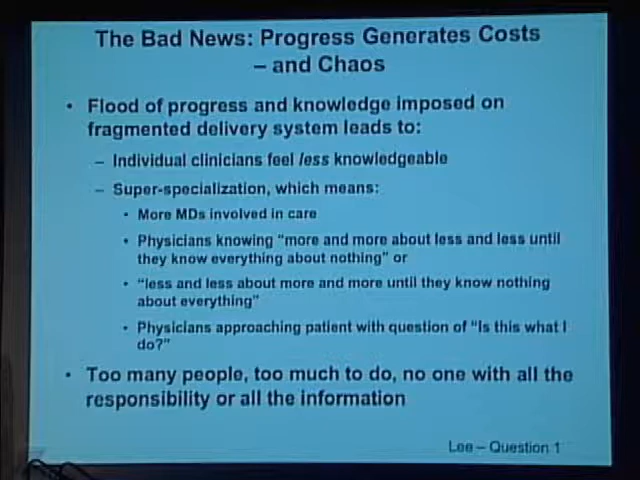 The Bad News: Progress Generates Costs
– and Chaos
• Flood of progress and knowledge imposed on
fragmented delivery system leads to:
– Individual clinicians feel less knowledgeable
– Super-specialization, which means:
• More MDs involved in care
• Physicians knowing “more and more about less and less until
they know everything about nothing” or
• “less and less about more and more until they know nothing
about everything”
• Physicians approaching patient with question of “Is this what I
do?”
• Too many people, too much to do, no one with all the
responsibility or all the information
Lee – Question 1